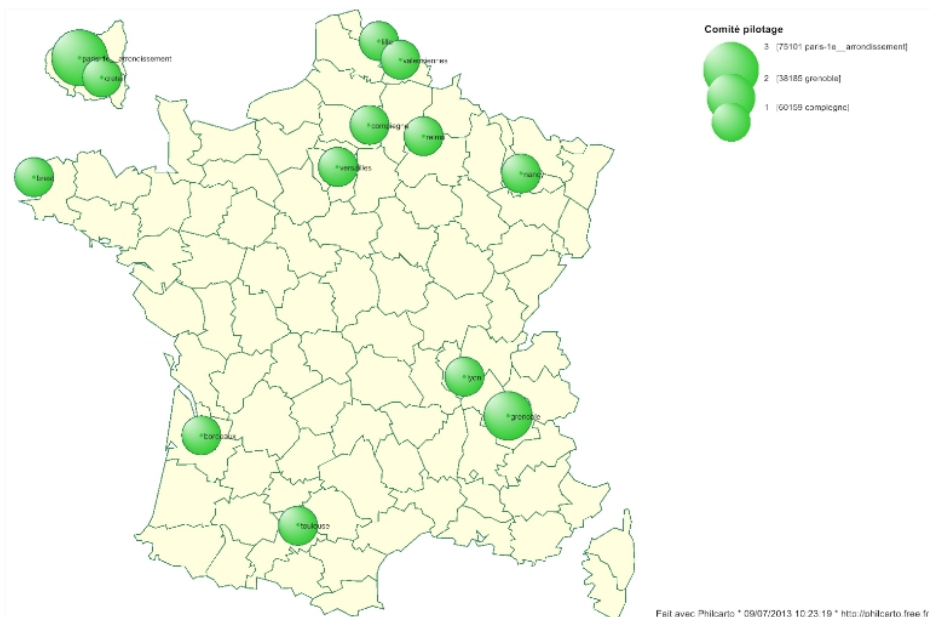 Comité pilotage
3 [75101 paris-1e__arrondissement]
2 [38185 grenoble]
1 [60159 compiegne]
lille
valenciennes
paris-1e__arrondissement
creteil
compiegne
reims
versailles
nancy
brest
lyon
grenoble
bordeaux
toulouse
Fait avec Philcarto * 09/07/2013 10:23:19 * http://philcarto.free.fr